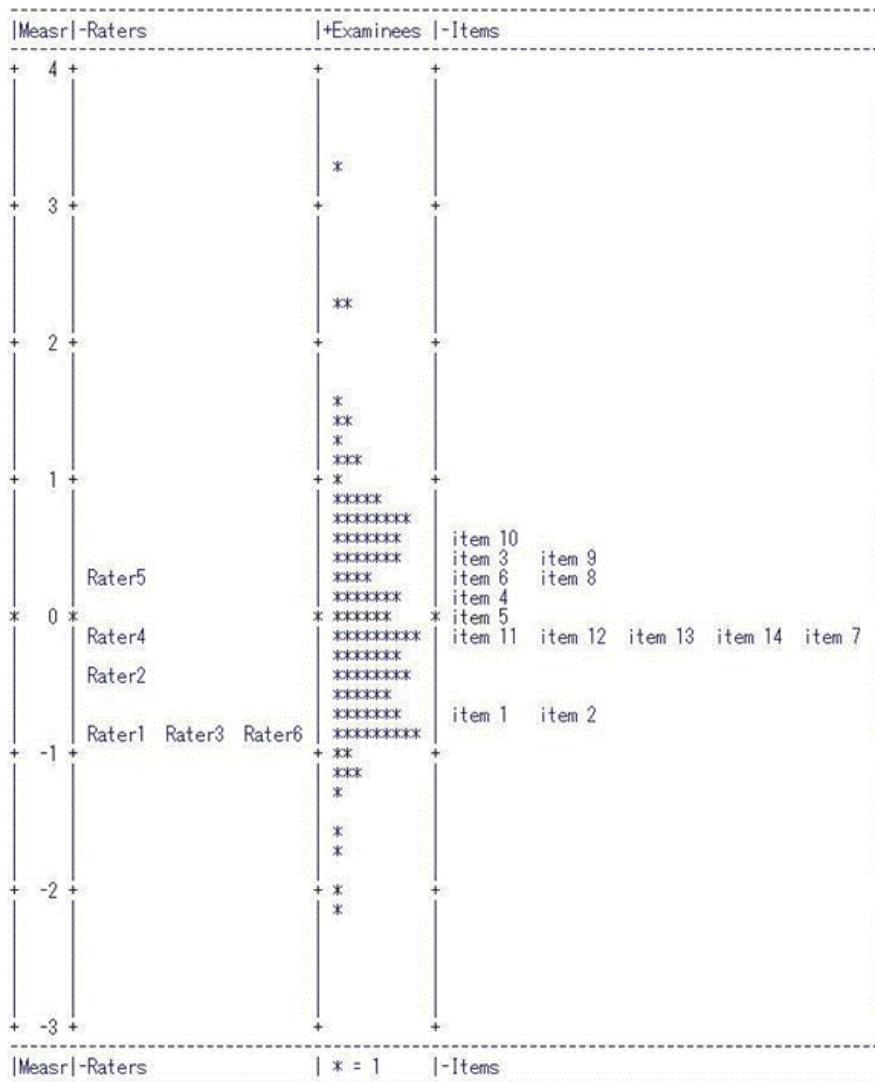 |Measr|-Raters |+Examinees |-Items
+ 4 + + +
*
+ 3 + + +
**
+ 2 + + +
*
**
*
***
+ 1 + + * +
*****
********
******* item 10
******* item 3 item 9
Rater5 **** item 6 item 8
******* item 4
* 0 * * ****** * item 5
Rater4 ********* item 11 item 12 item 13 item 14 item 7
*******
Rater2 ********
******
******* item 1 item 2
Rater1 Rater3 Rater6 *********
+ -1 + + ** +
***
*
*
*
+ -2 + + * +
*
+ -3 + + +
|Measr|-Raters | * = 1 |-Items